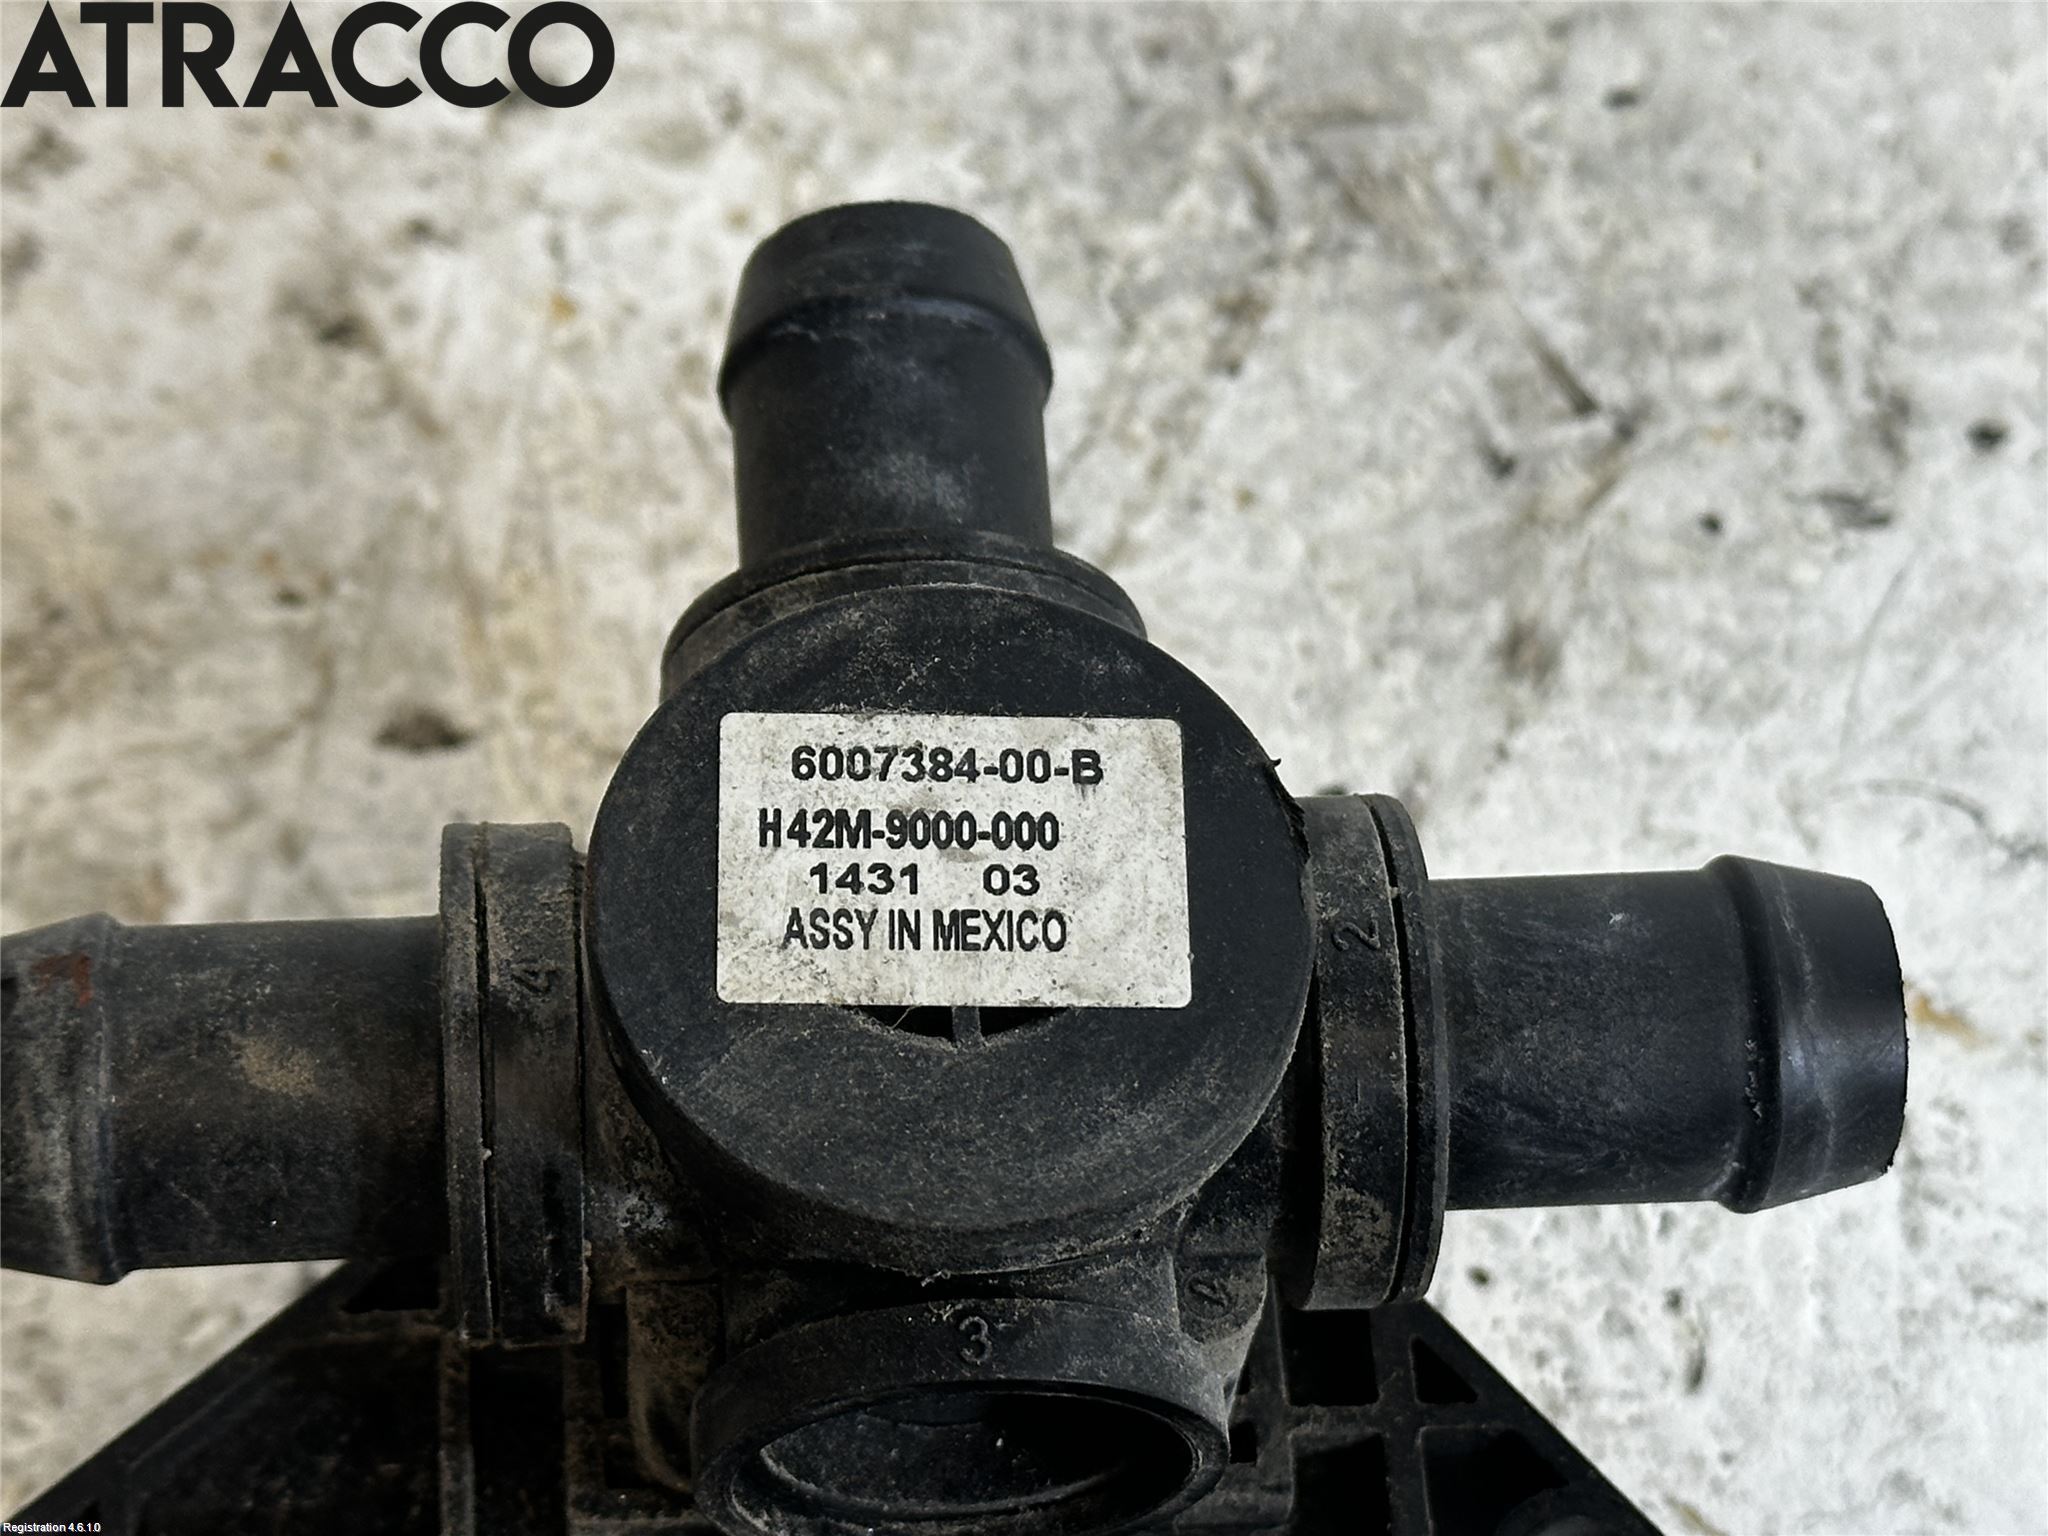 ATRACCO
6007384-00-B
H42M-9000-000
1431 03
ASSY IN MEXICO
4
2
3
Registration 4.6.1.0